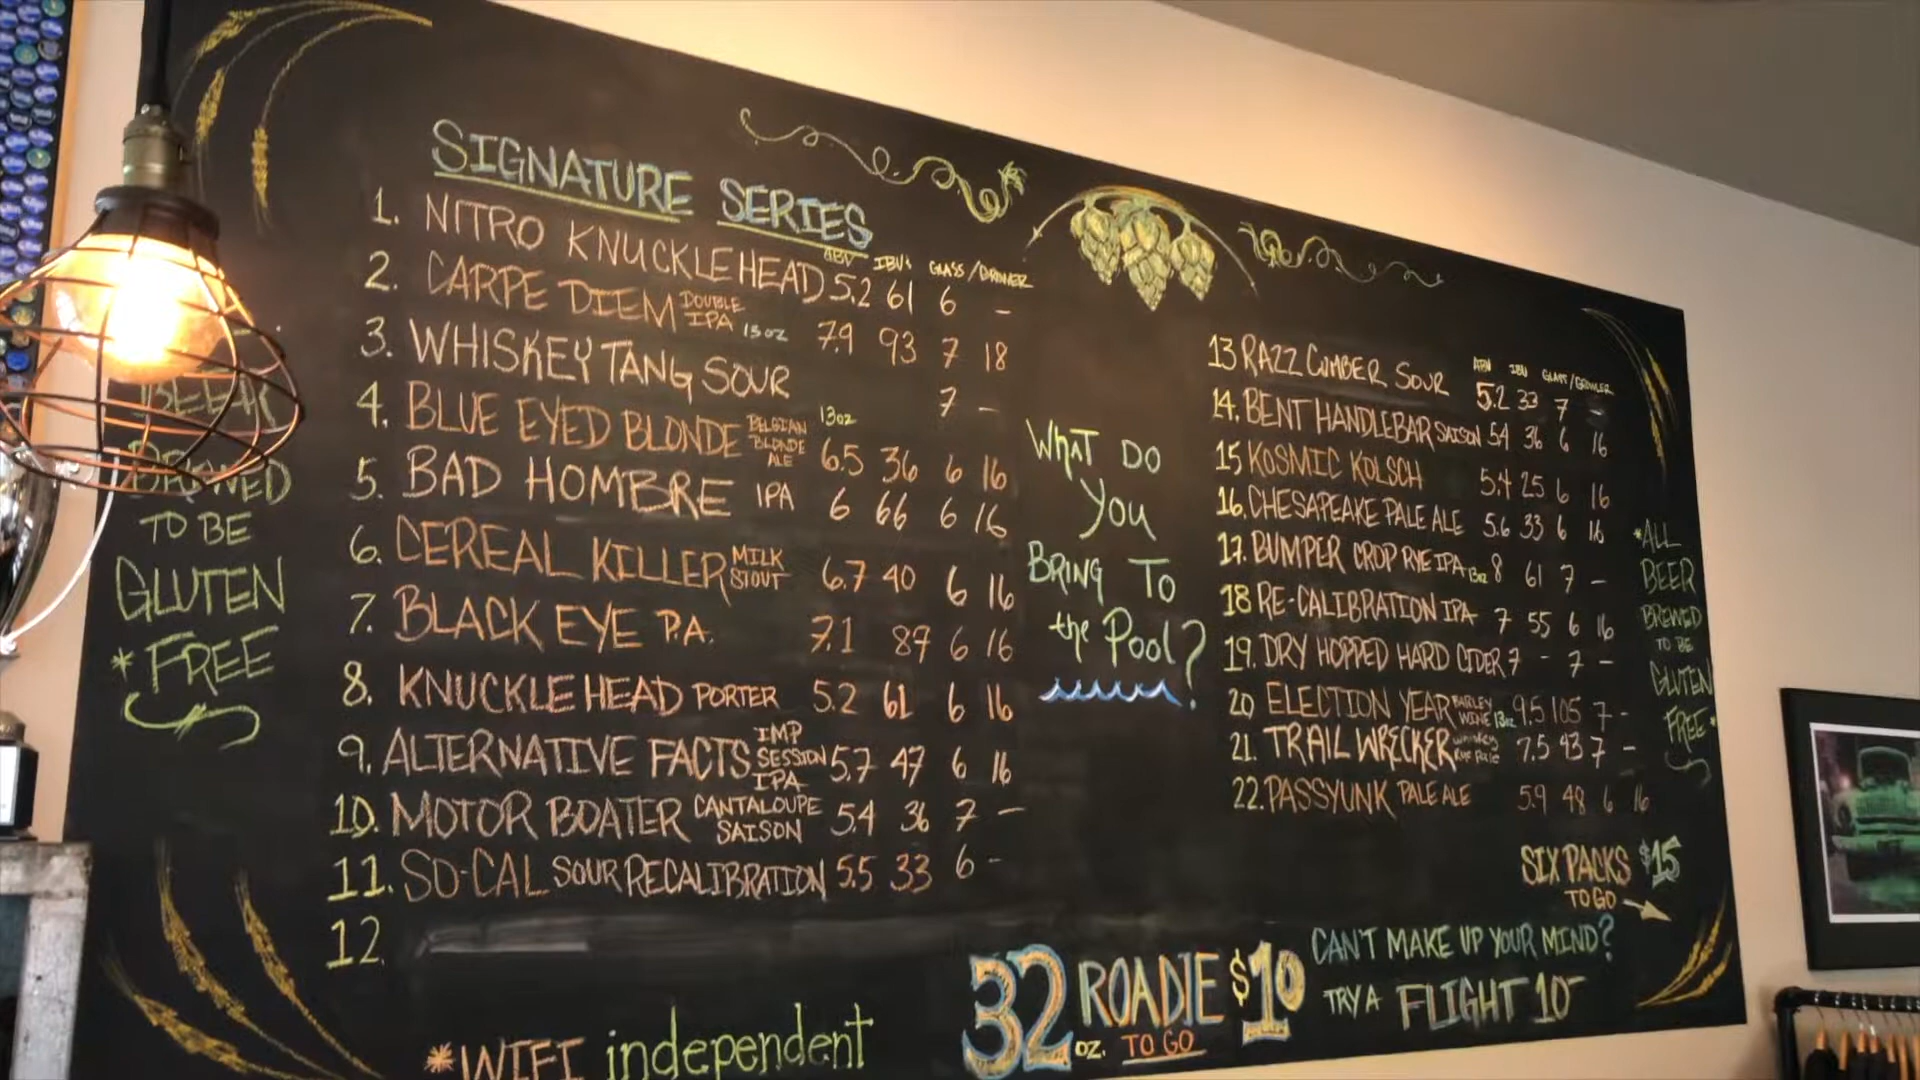 BEER
BREWED
TO BE
GLUTEN
* FREE
SIGNATURE SERIES
ABV IBU's GLASS/GROWLER
1. NITRO KNUCKLEHEAD 5.2 61 6 -
2. CARPE DIEM DOUBLE IPA 13oz 7.9 93 7 18
3. WHISKEY TANG SOUR 7 -
4. BLUE EYED BLONDE BELGIAN BLONDE ALE 13oz 6.5 36 6 16
5. BAD HOMBRE IPA 6 66 6 16
6. CEREAL KILLER MILK STOUT 6.7 40 6 16
7. BLACK EYE P.A. 7.1 87 6 16
8. KNUCKLEHEAD PORTER 5.2 61 6 16
9. ALTERNATIVE FACTS IMP SESSION IPA 5.7 47 6 16
10. MOTOR BOATER CANTALOUPE SAISON 5.4 36 7 -
11. SO-CAL SOUR RECALIBRATION 5.5 33 6 -
12
*WIFI independent
WHAT DO
YOU
BRING TO
the Pool?
ABV IBU GLASS/GROWLER
13 RAZZ CUMBER SOUR 5.2 33 7 -
14. BENT HANDLEBAR SAISON 5.4 36 6 16
15 KOSMIC KOLSCH 5.4 25 6 16
16. CHESAPEAKE PALE ALE 5.6 33 6 16
17. BUMPER CROP RYE IPA 13oz 8 61 7 -
18 RE-CALIBRATION IPA 7 55 6 16
19. DRY HOPPED HARD CIDER 7 - 7 -
20 ELECTION YEAR BARLEY WINE 13oz 9.5 105 7 -
21. TRAIL WRECKER whiskey Rye Pale 7.5 43 7 -
22. PASSYUNK PALE ALE 5.9 48 6 16
*ALL
BEER
BREWED
TO BE
GLUTEN
FREE*
SIX PACKS $15
TO GO
32 oz. ROADIE $10
TO GO
CAN'T MAKE UP YOUR MIND?
TRY A FLIGHT 10-